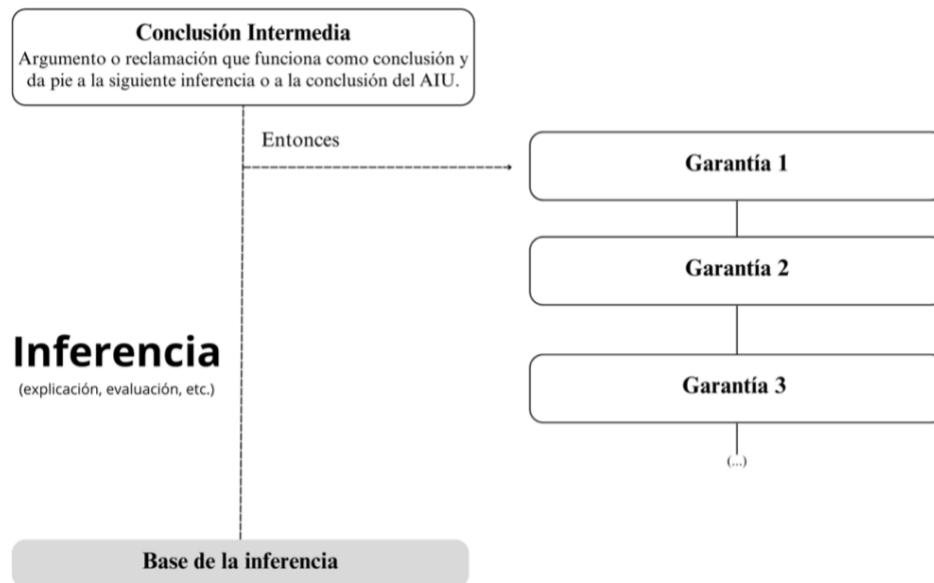 Conclusión Intermedia
Argumento o reclamación que funciona como conclusión y
da pie a la siguiente inferencia o a la conclusión del AIU.
Entonces
Garantía 1
Garantía 2
Inferencia
(explicación, evaluación, etc.)
Garantía 3
(...)
Base de la inferencia